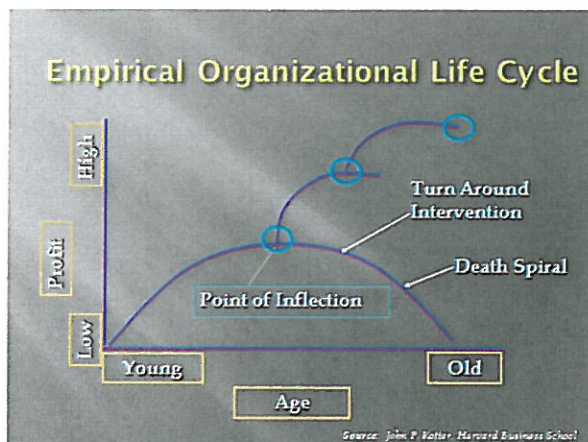 Empirical Organizational Life Cycle
High
Profit
Low
Turn Around
Intervention
Death Spiral
Point of Inflection
Young
Old
Age
Source: John P. Kotter, Harvard Business School